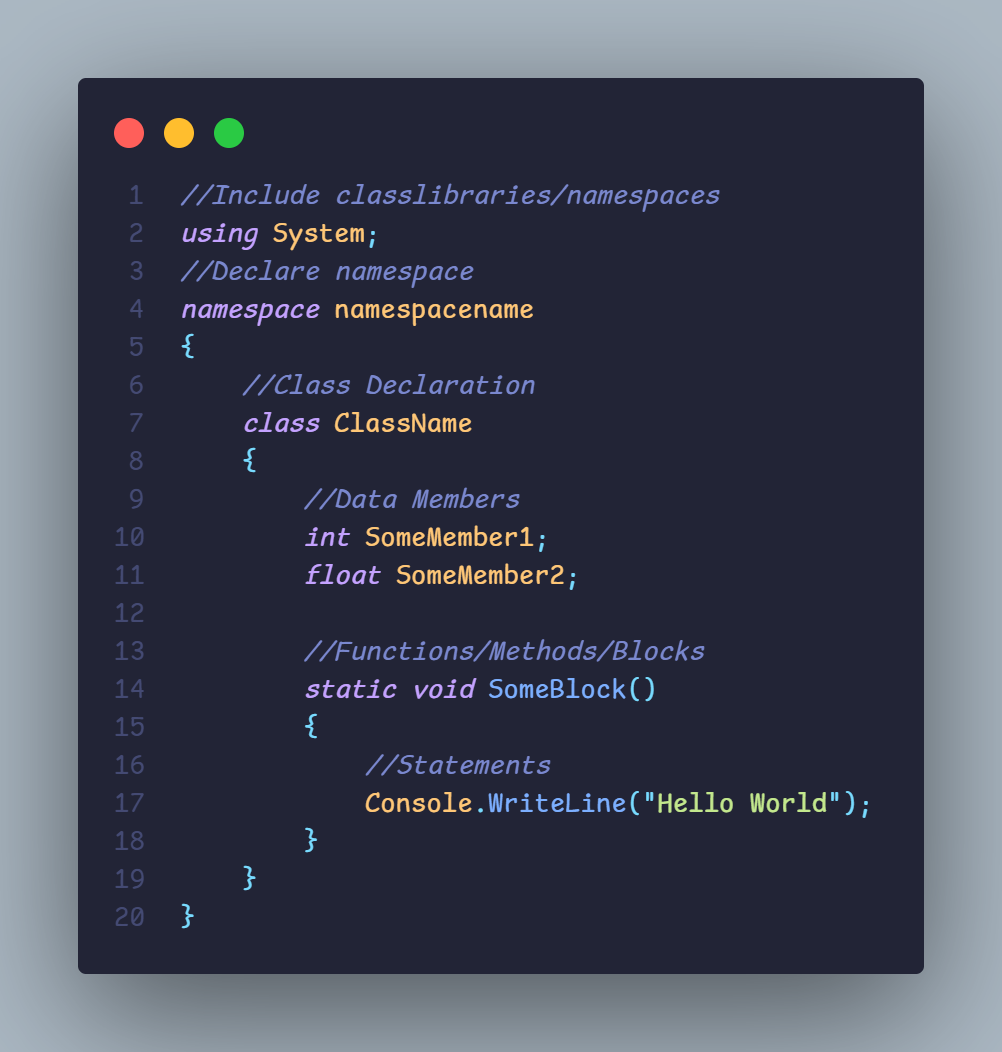 1 //Include classlibraries/namespaces
2 using System;
3 //Declare namespace
4 namespace namespacename
5 {
6     //Class Declaration
7     class ClassName
8     {
9         //Data Members
10         int SomeMember1;
11         float SomeMember2;
12
13         //Functions/Methods/Blocks
14         static void SomeBlock()
15         {
16             //Statements
17             Console.WriteLine("Hello World");
18         }
19     }
20 }